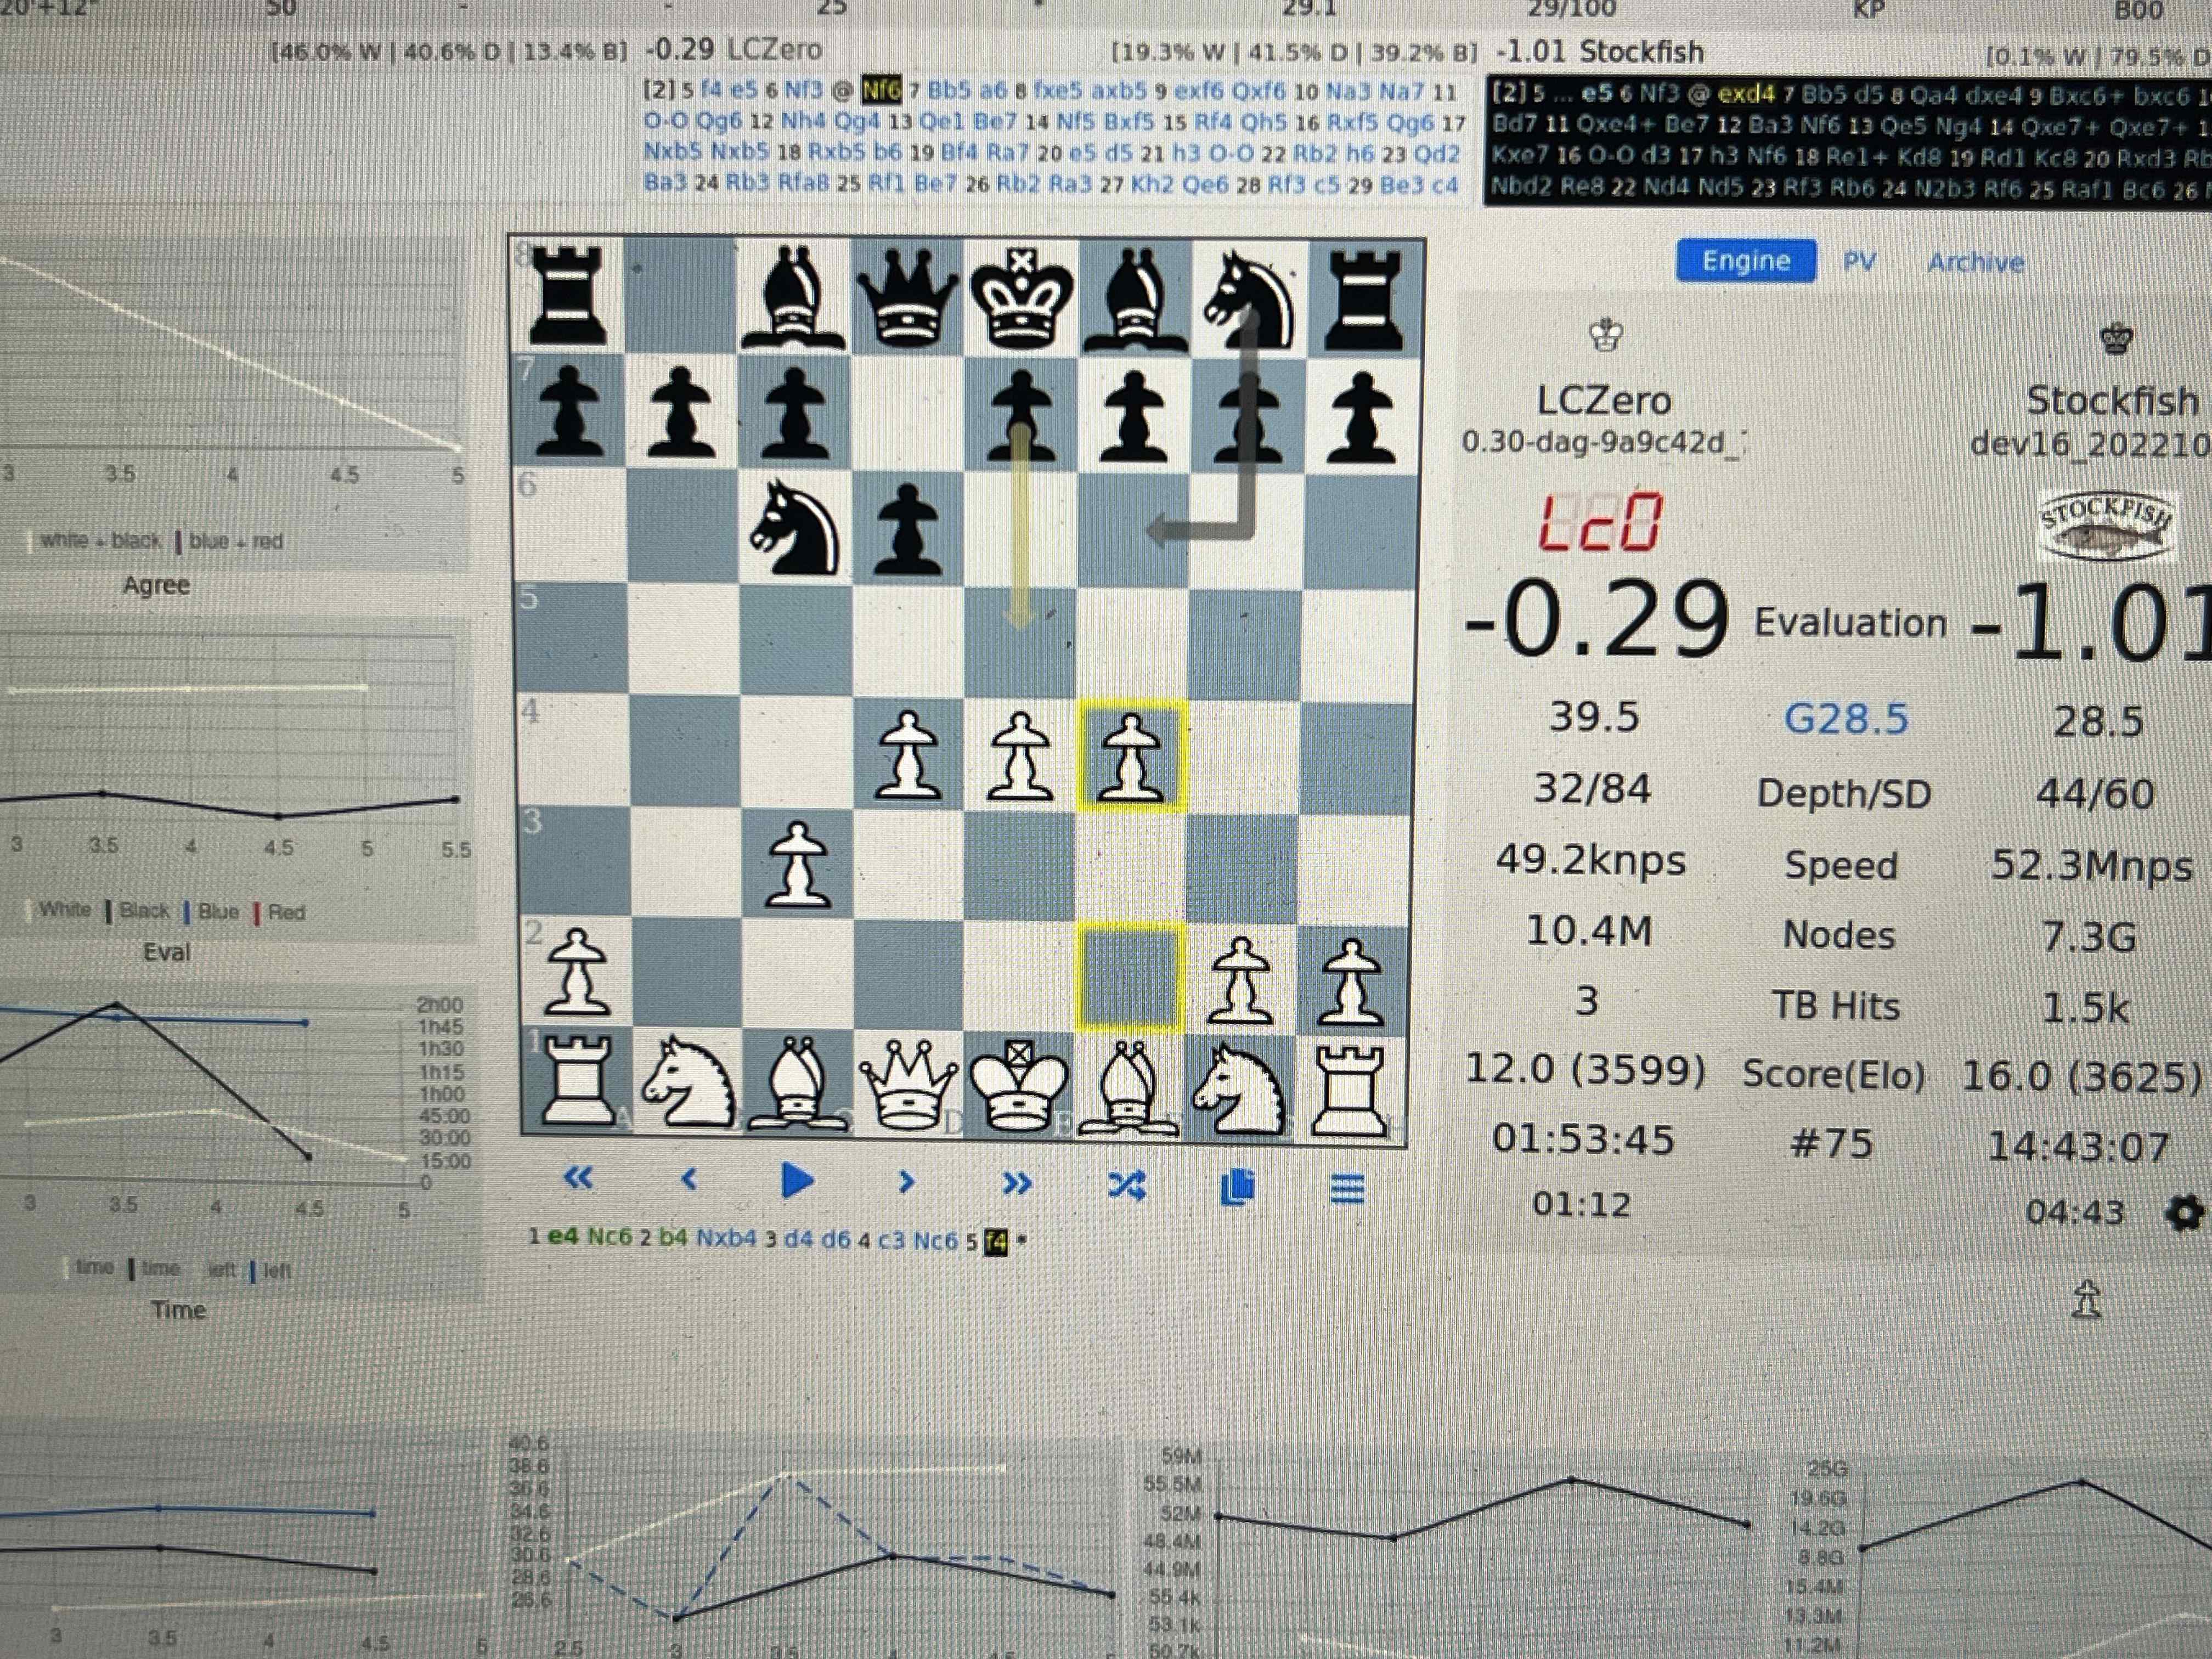 20'+12" 50 - - 25 * 29.1 29/100 KP B00
[46.0% W | 40.6% D | 13.4% B] -0.29 LCZero [19.3% W | 41.5% D | 39.2% B] -1.01 Stockfish [0.1% W | 79.5% D
[2] 5 f4 e5 6 Nf3 @ Nf6 7 Bb5 a6 8 fxe5 axb5 9 exf6 Qxf6 10 Na3 Na7 11
O-O Qg6 12 Nh4 Qg4 13 Qe1 Be7 14 Nf5 Bxf5 15 Rf4 Qh5 16 Rxf5 Qg6 17
Nxb5 Nxb5 18 Rxb5 b6 19 Bf4 Ra7 20 e5 d5 21 h3 O-O 22 Rb2 h6 23 Qd2
Ba3 24 Rb3 Rfa8 25 Rf1 Be7 26 Rb2 Ra3 27 Kh2 Qe6 28 Rf3 c5 29 Be3 c4
[2] 5 ... e5 6 Nf3 @ exd4 7 Bb5 d5 8 Qa4 dxe4 9 Bxc6+ bxc6
Bd7 11 Qxe4+ Be7 12 Ba3 Nf6 13 Qe5 Ng4 14 Qxe7+ Qxe7+
Kxe7 16 O-O d3 17 h3 Nf6 18 Re1+ Kd8 19 Rd1 Kc8 20 Rxd3
Nbd2 Re8 22 Nd4 Nd5 23 Rf3 Rb6 24 N2b3 Rf6 25 Raf1 Bc6 26
Engine PV Archive
LCZero Stockfish
0.30-dag-9a9c42d_ dev16_202210
Lc0 STOCKFISH
-0.29 Evaluation -1.01
39.5 G28.5 28.5
32/84 Depth/SD 44/60
49.2knps Speed 52.3Mnps
10.4M Nodes 7.3G
3 TB Hits 1.5k
12.0 (3599) Score(Elo) 16.0 (3625)
01:53:45 #75 14:43:07
01:12 04:43
8
7
6
5
4
3
2
1
A D E
1 e4 Nc6 2 b4 Nxb4 3 d4 d6 4 c3 Nc6 5 f4 *
3 3.5 4 4.5 5
white + black blue + red
Agree
3 3.5 4 4.5 5 5.5
White Black Blue Red
Eval
2h00
1h45
1h30
1h15
1h00
45:00
30:00
15:00
0
3 3.5 4 4.5 5
time time left left
Time
3 3.5 4 4.5 5
40.6
38.6
36.6
34.6
32.6
30.6
28.6
26.6
2.5 3 3.5
59M
55.5M
52M
48.4M
44.9M
55.4k
53.1k
50.7k
25G
19.6G
14.2G
8.8G
15.4M
13.3M
11.2M